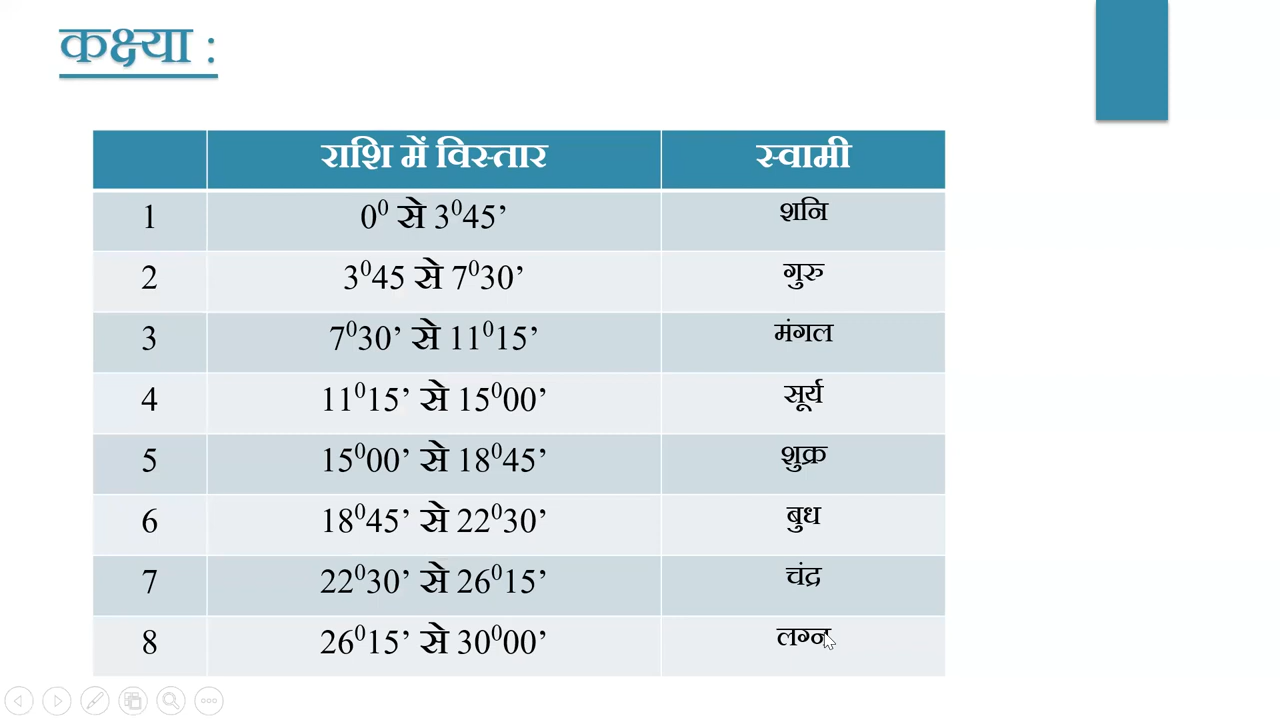 कक्ष्या :
राशि में विस्तार स्वामी
1 0⁰ से 3⁰45’ शनि
2 3⁰45 से 7⁰30’ गुरु
3 7⁰30’ से 11⁰15’ मंगल
4 11⁰15’ से 15⁰00’ सूर्य
5 15⁰00’ से 18⁰45’ शुक्र
6 18⁰45’ से 22⁰30’ बुध
7 22⁰30’ से 26⁰15’ चंद्र
8 26⁰15’ से 30⁰00’ लग्न